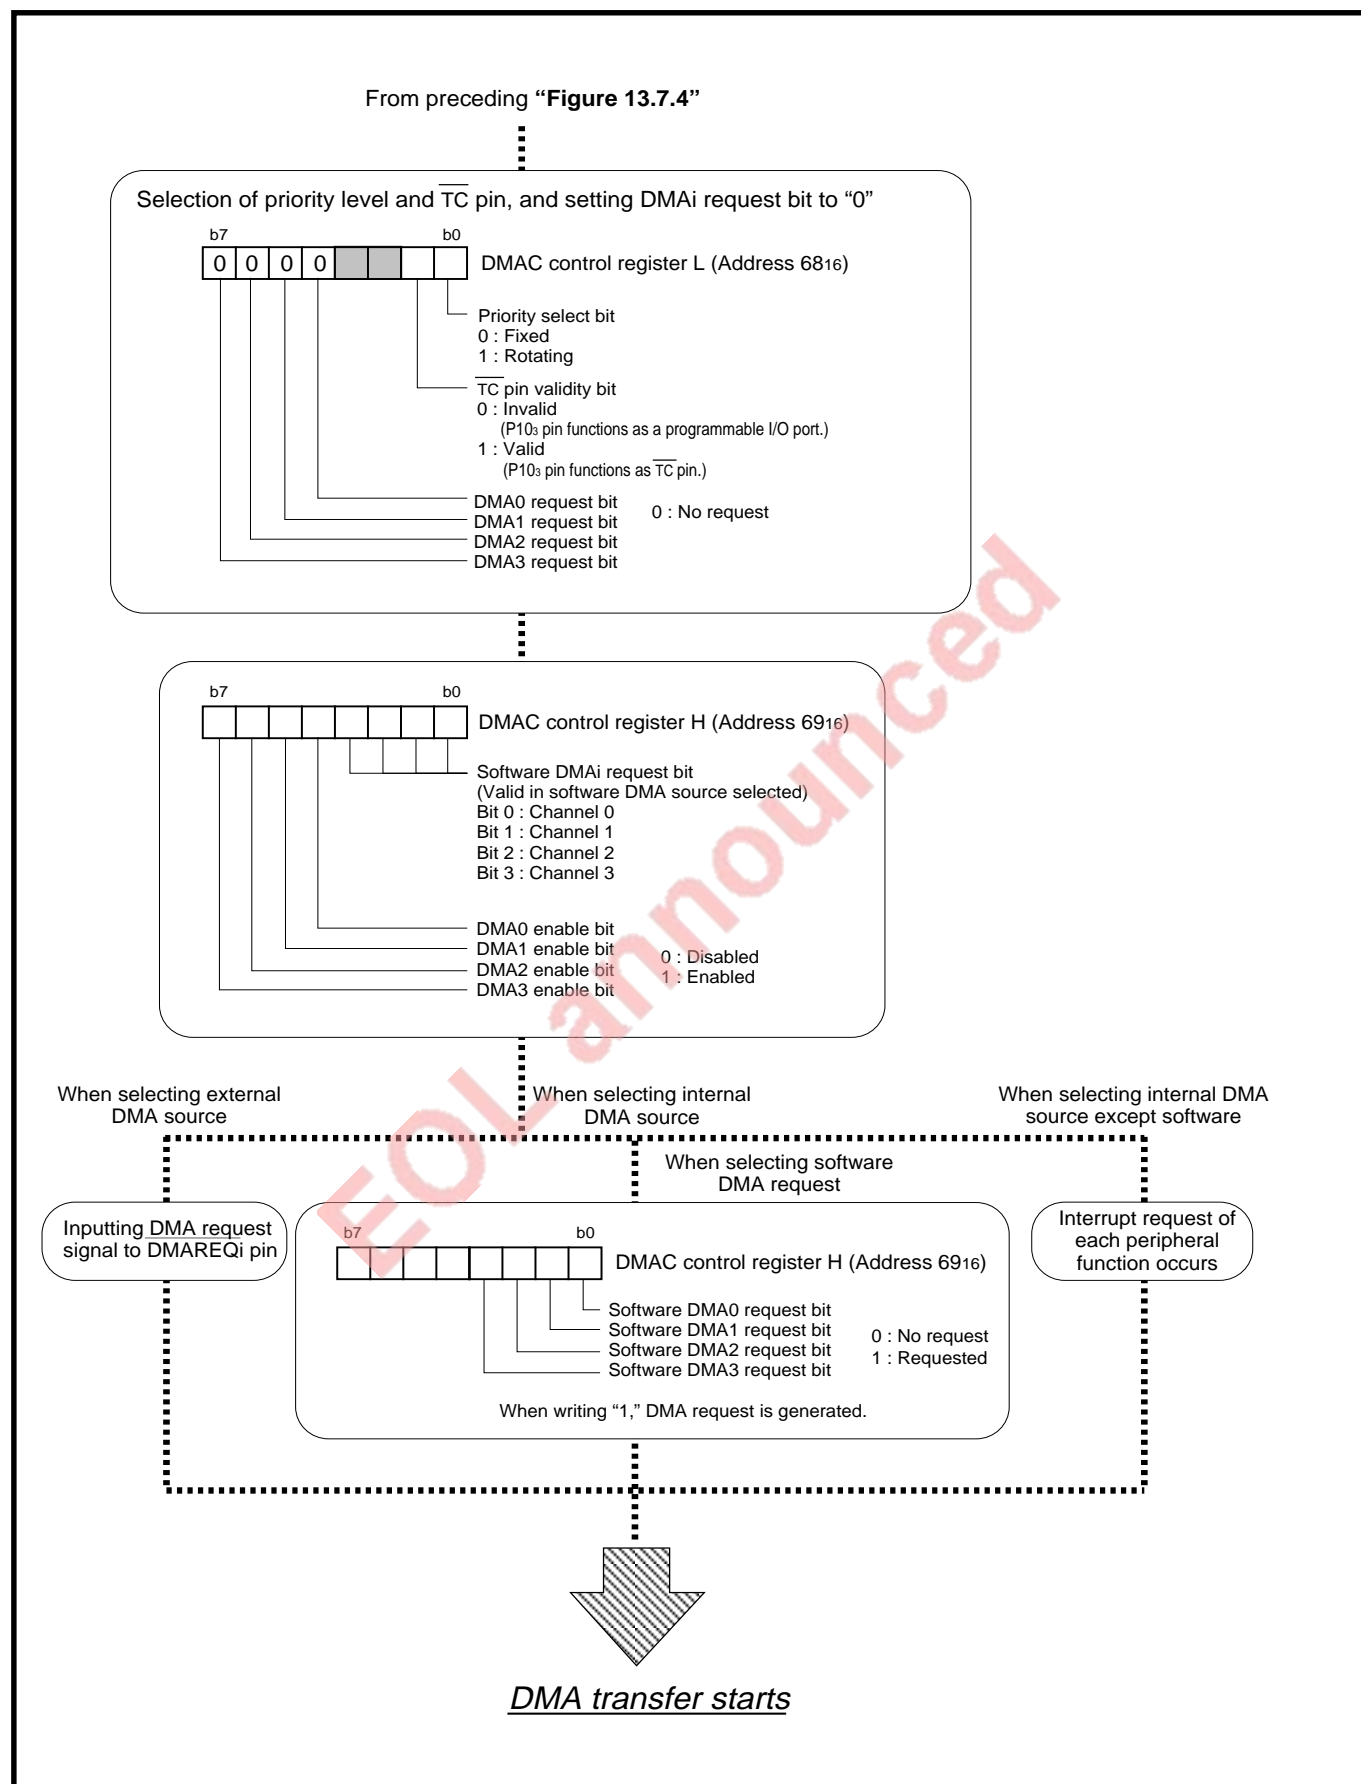 From preceding “Figure 13.7.4”
Selection of priority level and TC pin, and setting DMAi request bit to “0”
b7 b0
0 0 0 0 DMAC control register L (Address 6816)
Priority select bit
0 : Fixed
1 : Rotating
TC pin validity bit
0 : Invalid
(P103 pin functions as a programmable I/O port.)
1 : Valid
(P103 pin functions as TC pin.)
DMA0 request bit
DMA1 request bit
0 : No request
DMA2 request bit
DMA3 request bit
b7 b0
DMAC control register H (Address 6916)
Software DMAi request bit
(Valid in software DMA source selected)
Bit 0 : Channel 0
Bit 1 : Channel 1
Bit 2 : Channel 2
Bit 3 : Channel 3
DMA0 enable bit
DMA1 enable bit
DMA2 enable bit
DMA3 enable bit
0 : Disabled
1 : Enabled
When selecting external
DMA source
When selecting internal
DMA source
When selecting internal DMA
source except software
When selecting software
DMA request
Inputting DMA request
signal to DMAREQi pin
b7 b0
DMAC control register H (Address 6916)
Software DMA0 request bit
Software DMA1 request bit
Software DMA2 request bit
Software DMA3 request bit
0 : No request
1 : Requested
When writing “1,” DMA request is generated.
Interrupt request of
each peripheral
function occurs
DMA transfer starts
EOL announced